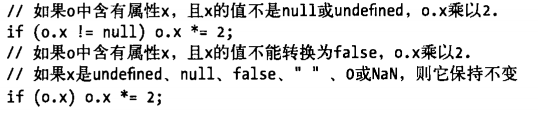 // 如果o中含有属性x, 且x的值不是null或undefined, o.x乘以2.
if (o.x != null) o.x *= 2;
// 如果o中含有属性x, 且x的值不能转换为false, o.x乘以2.
// 如果x是undefined、null、false、" " 、0或NaN, 则它保持不变
if (o.x) o.x *= 2;